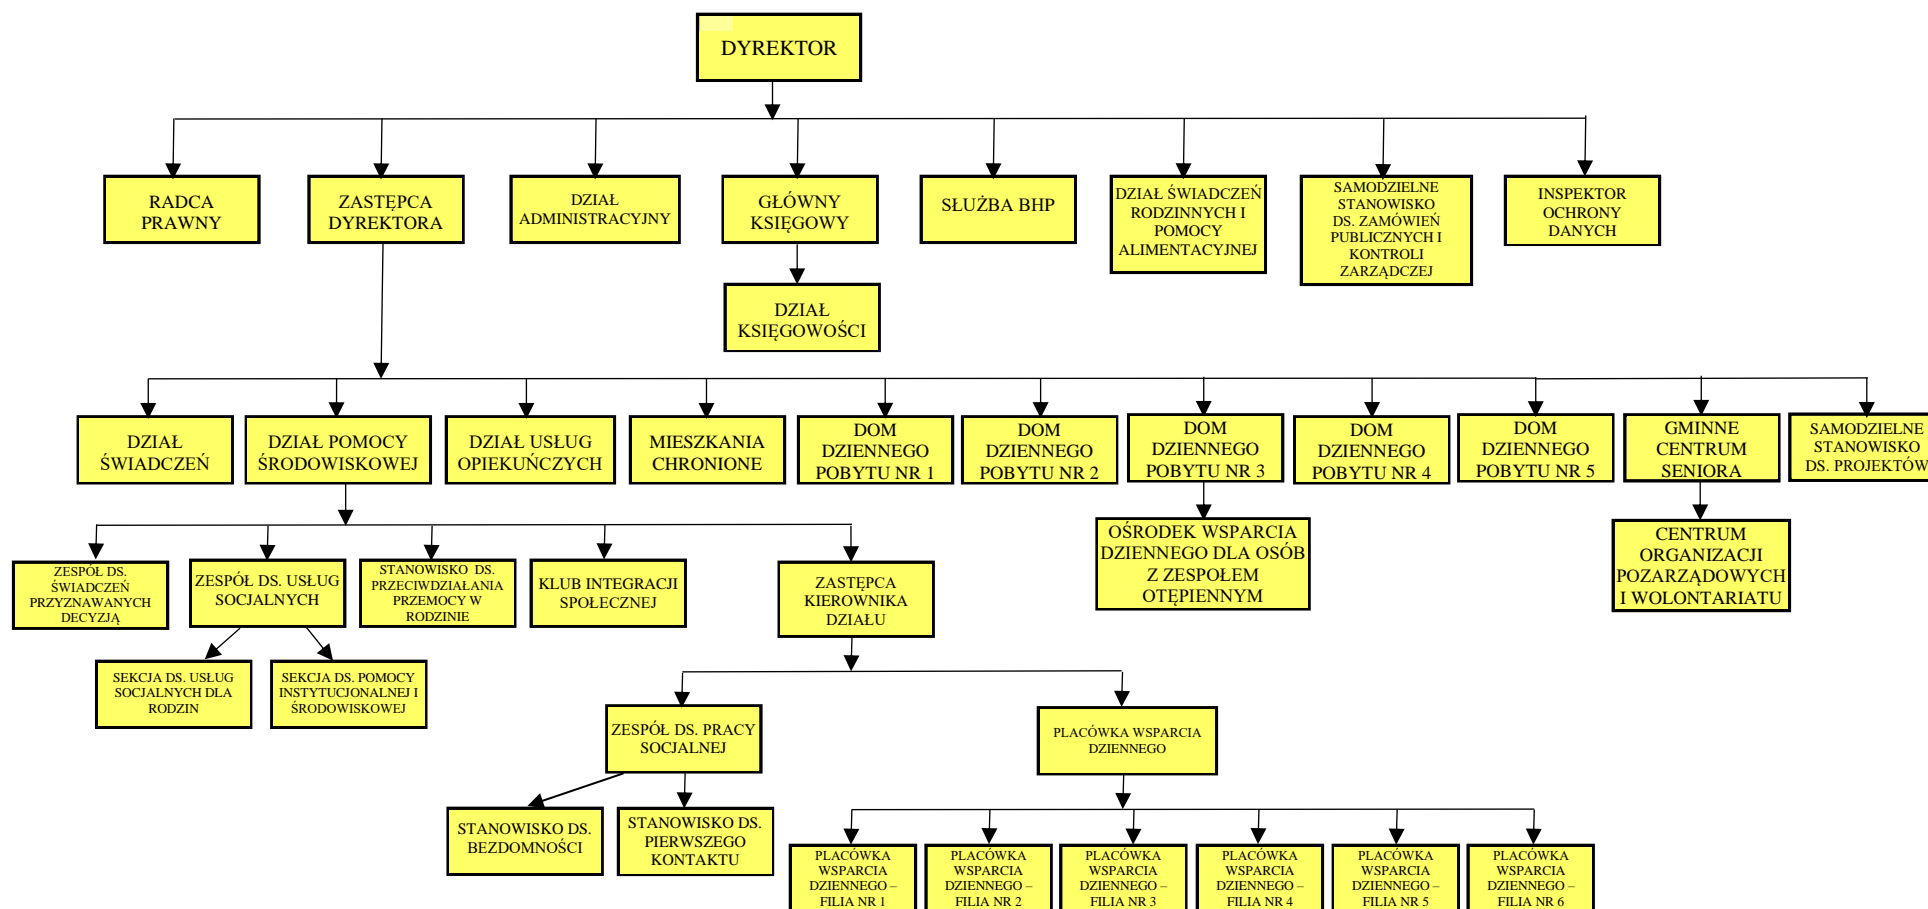 DYREKTOR
RADCA
PRAWNY
ZASTĘPCA
DYREKTORA
DZIAŁ
ADMINISTRACYJNY
GŁÓWNY
KSIĘGOWY
SŁUŻBA BHP
DZIAŁ ŚWIADCZEŃ
RODZINNYCH I
POMOCY
ALIMENTACYJNEJ
SAMODZIELNE
STANOWISKO
DS. ZAMÓWIEŃ
PUBLICZNYCH I
KONTROLI
ZARZĄDCZEJ
INSPEKTOR
OCHRONY
DANYCH
DZIAŁ
KSIĘGOWOŚCI
DZIAŁ
ŚWIADCZEŃ
DZIAŁ POMOCY
ŚRODOWISKOWEJ
DZIAŁ USŁUG
OPIEKUŃCZYCH
MIESZKANIA
CHRONIONE
DOM
DZIENNEGO
POBYTU NR 1
DOM
DZIENNEGO
POBYTU NR 2
DOM
DZIENNEGO
POBYTU NR 3
DOM
DZIENNEGO
POBYTU NR 4
DOM
DZIENNEGO
POBYTU NR 5
GMINNE
CENTRUM
SENIORA
SAMODZIELNE
STANOWISKO
DS. PROJEKTÓW
OŚRODEK WSPARCIA
DZIENNEGO DLA OSÓB
Z ZESPOŁEM
OTĘPIENNYM
CENTRUM
ORGANIZACJI
POZARZĄDOWYCH
I WOLONTARIATU
ZESPÓŁ DS.
ŚWIADCZEŃ
PRZYZNAWANYCH
DECYZJĄ
ZESPÓŁ DS. USŁUG
SOCJALNYCH
STANOWISKO DS.
PRZECIWDZIAŁANIA
PRZEMOCY W
RODZINIE
KLUB INTEGRACJI
SPOŁECZNEJ
ZASTĘPCA
KIEROWNIKA
DZIAŁU
SEKCJA DS. USŁUG
SOCJALNYCH DLA
RODZIN
SEKCJA DS. POMOCY
INSTYTUCJONALNEJ I
ŚRODOWISKOWEJ
ZESPÓŁ DS. PRACY
SOCJALNEJ
PLACÓWKA WSPARCIA
DZIENNEGO
STANOWISKO DS.
BEZDOMNOŚCI
STANOWISKO DS.
PIERWSZEGO
KONTAKTU
PLACÓWKA
WSPARCIA
DZIENNEGO –
FILIA NR 1
PLACÓWKA
WSPARCIA
DZIENNEGO –
FILIA NR 2
PLACÓWKA
WSPARCIA
DZIENNEGO –
FILIA NR 3
PLACÓWKA
WSPARCIA
DZIENNEGO –
FILIA NR 4
PLACÓWKA
WSPARCIA
DZIENNEGO –
FILIA NR 5
PLACÓWKA
WSPARCIA
DZIENNEGO –
FILIA NR 6